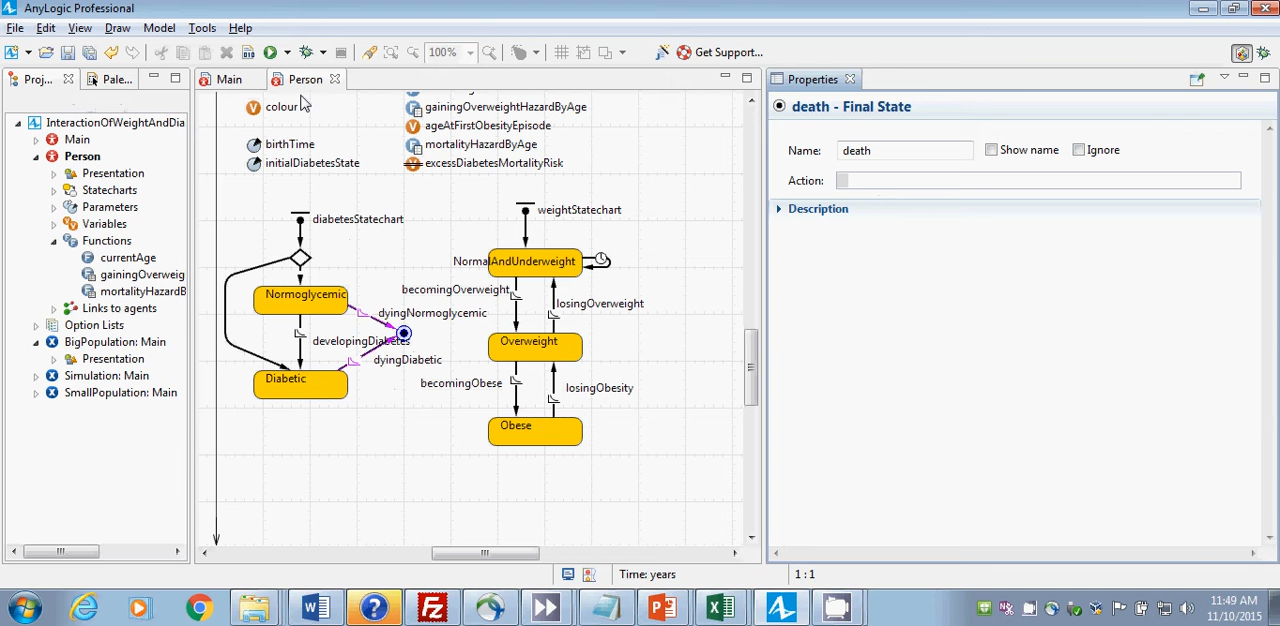 AnyLogic Professional
File Edit View Draw Model Tools Help
100% Get Support...
Proj... Pale... Main Person Properties
colour gainingOverweightHazardByAge
ageAtFirstObesityEpisode
birthTime mortalityHazardByAge
initialDiabetesState excessDiabetesMortalityRisk
InteractionOfWeightAndDia
Main
Person
Presentation
Statecharts
Parameters
Variables
Functions
currentAge
gainingOverweig
mortalityHazardB
Links to agents
Option Lists
BigPopulation: Main
Presentation
Simulation: Main
SmallPopulation: Main
diabetesStatechart
Normoglycemic
dyingNormoglycemic
developingDiabetes
dyingDiabetic
Diabetic
weightStatechart
NormalAndUnderweight
becomingOverweight
losingOverweight
Overweight
becomingObese
losingObesity
Obese
death - Final State
Name: death Show name Ignore
Action:
Description
Time: years 1 : 1
11:49 AM
11/10/2015